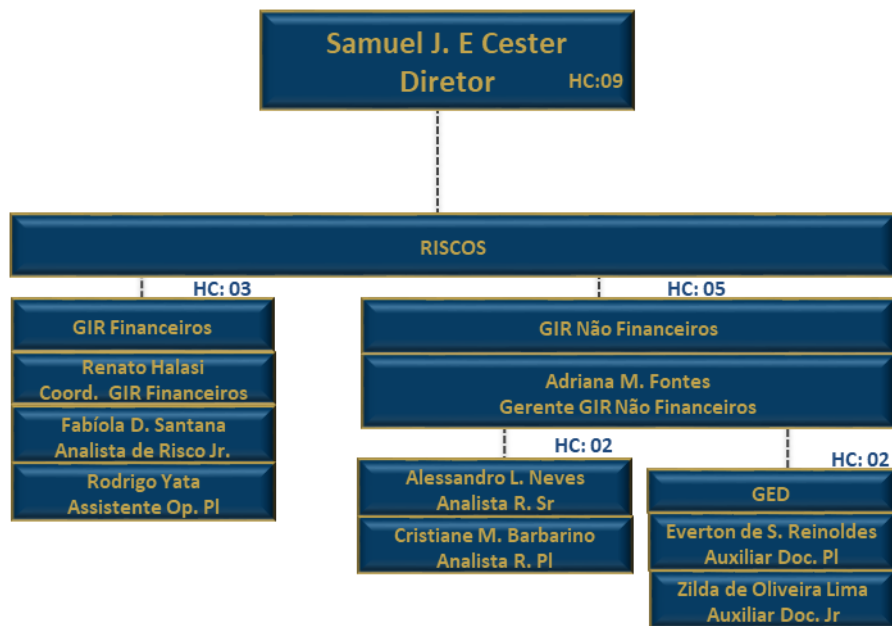 Samuel J. E Cester
Diretor
HC:09
RISCOS
HC: 03
GIR Financeiros
Renato Halasi
Coord. GIR Financeiros
Fabíola D. Santana
Analista de Risco Jr.
Rodrigo Yata
Assistente Op. Pl
HC: 05
GIR Não Financeiros
Adriana M. Fontes
Gerente GIR Não Financeiros
HC: 02
Alessandro L. Neves
Analista R. Sr
Cristiane M. Barbarino
Analista R. Pl
HC: 02
GED
Everton de S. Reinoldes
Auxiliar Doc. Pl
Zilda de Oliveira Lima
Auxiliar Doc. Jr